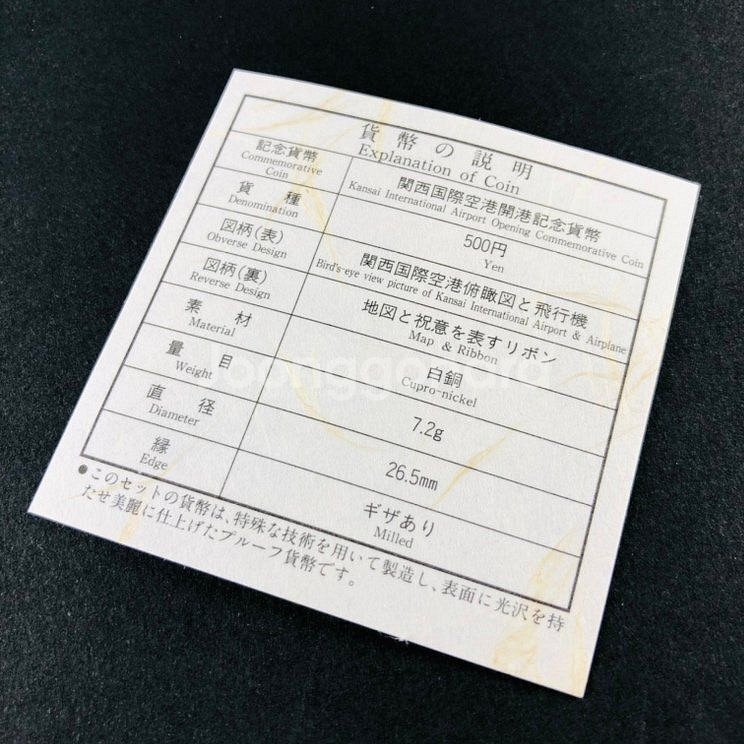 貨幣の説明
Explanation of Coin
記念貨幣
Commemorative
Coin
関西国際空港開港記念貨幣
Kansai International Airport Opening Commemorative Coin
貨種
Denomination
500円
Yen
図柄(表)
Obverse Design
関西国際空港俯瞰図と飛行機
Bird's-eye view picture of Kansai International Airport & Airplane
図柄(裏)
Reverse Design
地図と祝意を表すリボン
Map & Ribbon
素材
Material
白銅
Cupro-nickel
量目
Weight
7.2g
直径
Diameter
26.5mm
縁
Edge
ギザあり
Milled
●このセットの貨幣は、特殊な技術を用いて製造し、表面に光沢を持
たせ美麗に仕上げたプルーフ貨幣です。